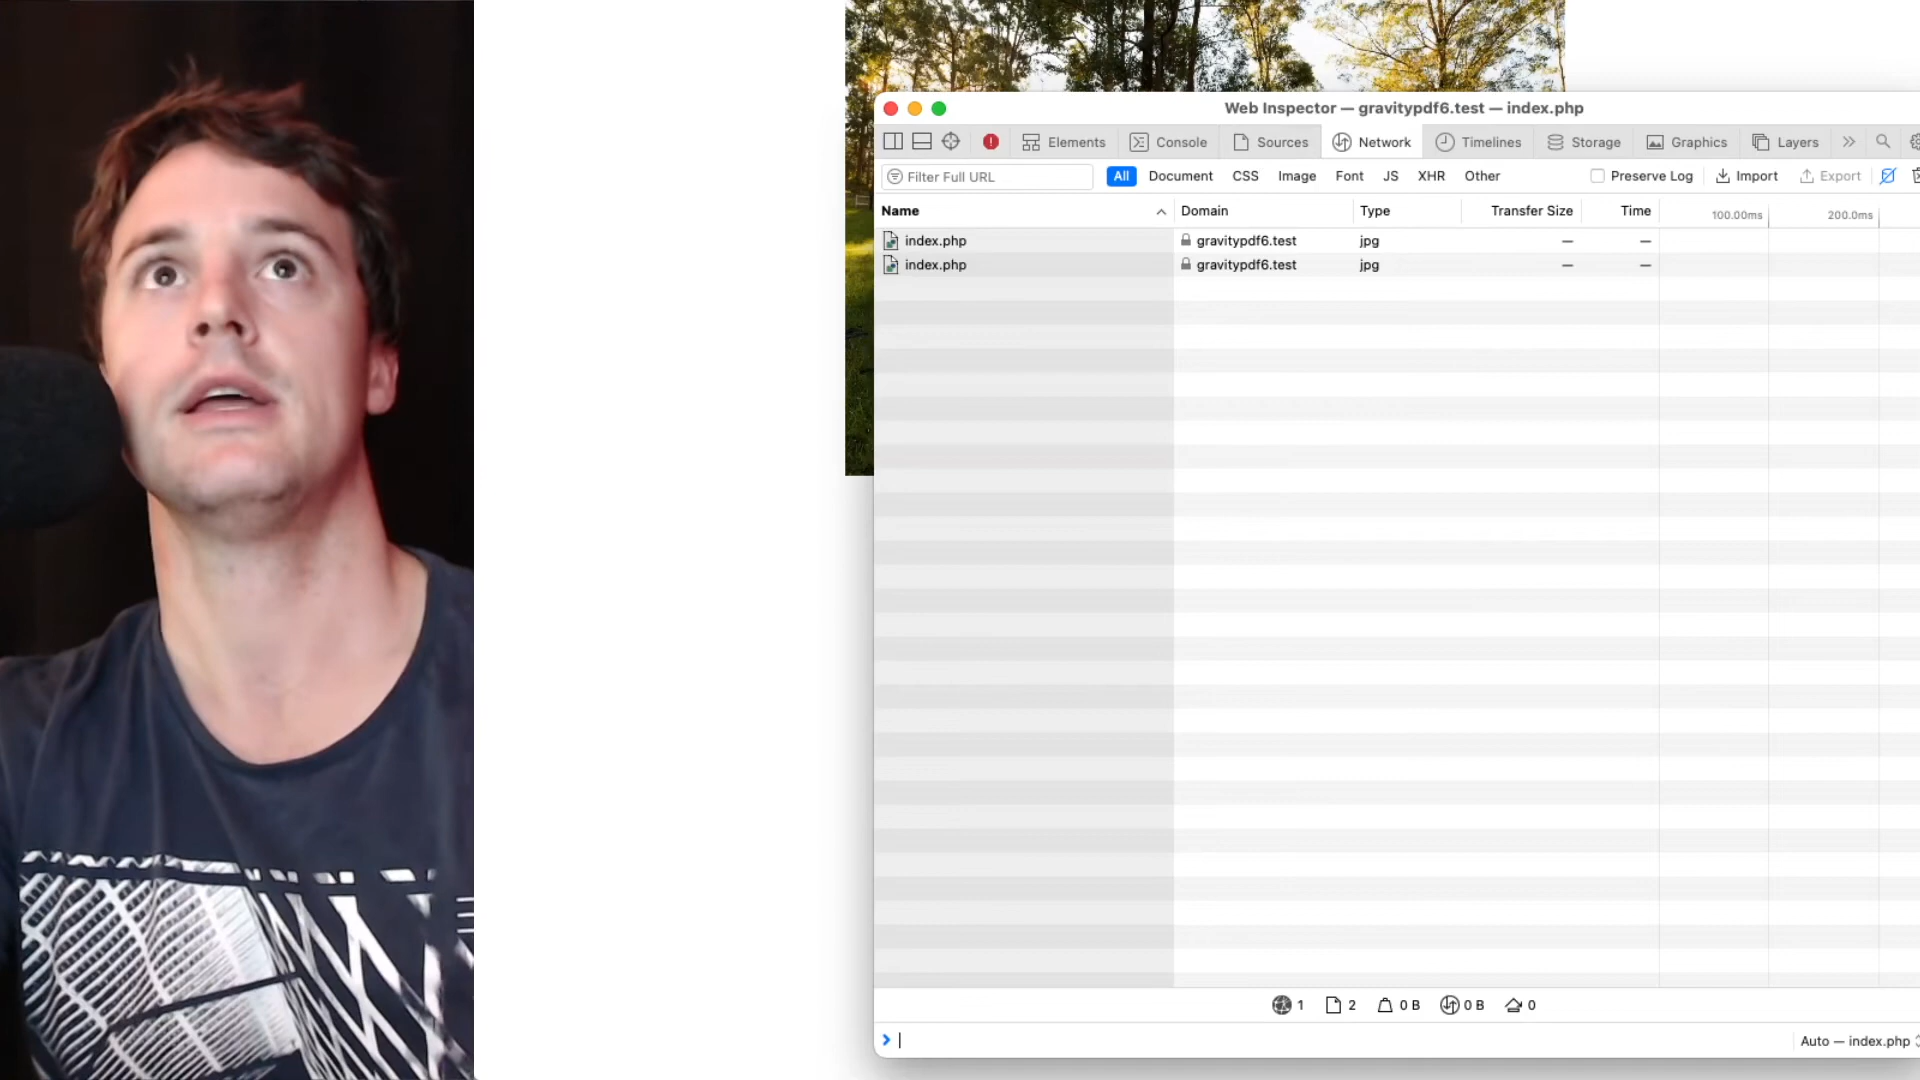 Web Inspector — gravitypdf6.test — index.php
Elements Console Sources Network Timelines Storage Graphics Layers
Filter Full URL All Document CSS Image Font JS XHR Other Preserve Log Import Export
Name Domain Type Transfer Size Time 100.00ms 200.0ms
index.php gravitypdf6.test jpg — —
index.php gravitypdf6.test jpg — —
1 2 0 B 0 B 0
Auto — index.php